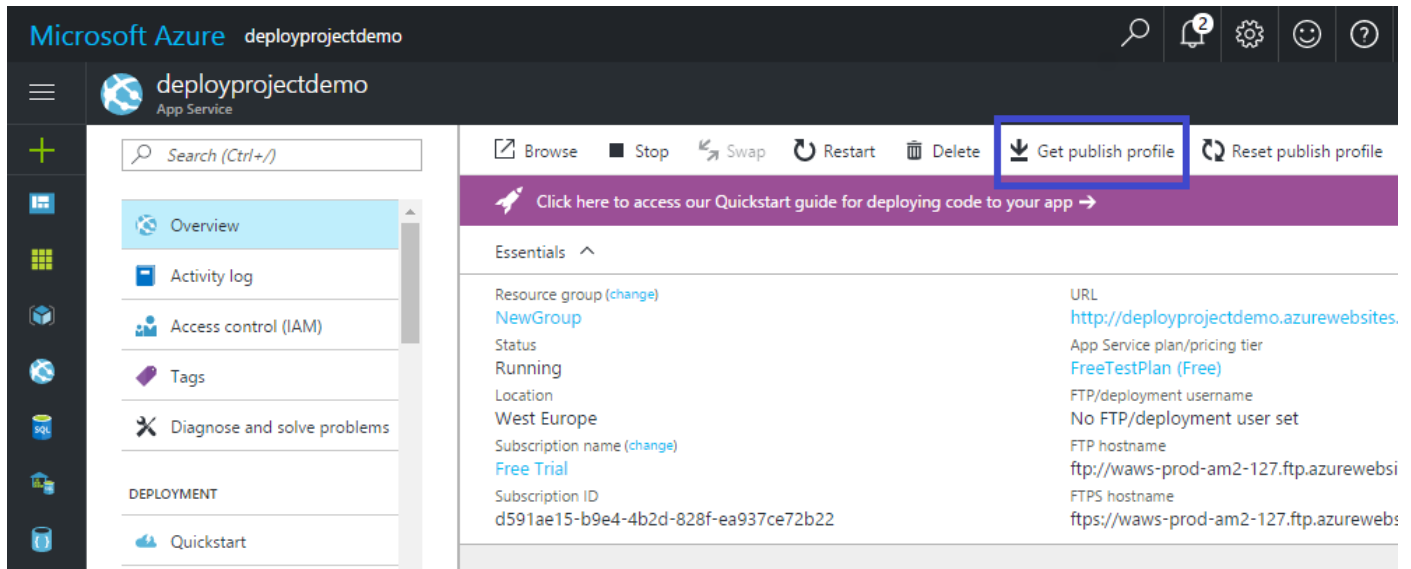 Microsoft Azure deployprojectdemo
2
deployprojectdemo
App Service
Search (Ctrl+/)
Overview
Activity log
Access control (IAM)
Tags
Diagnose and solve problems
DEPLOYMENT
Quickstart
Browse Stop Swap Restart Delete Get publish profile Reset publish profile
Click here to access our Quickstart guide for deploying code to your app →
Essentials
Resource group (change)
NewGroup
Status
Running
Location
West Europe
Subscription name (change)
Free Trial
Subscription ID
d591ae15-b9e4-4b2d-828f-ea937ce72b22
URL
http://deployprojectdemo.azurewebsites.
App Service plan/pricing tier
FreeTestPlan (Free)
FTP/deployment username
No FTP/deployment user set
FTP hostname
ftp://waws-prod-am2-127.ftp.azurewebsi
FTPS hostname
ftps://waws-prod-am2-127.ftp.azurewebs
SQL